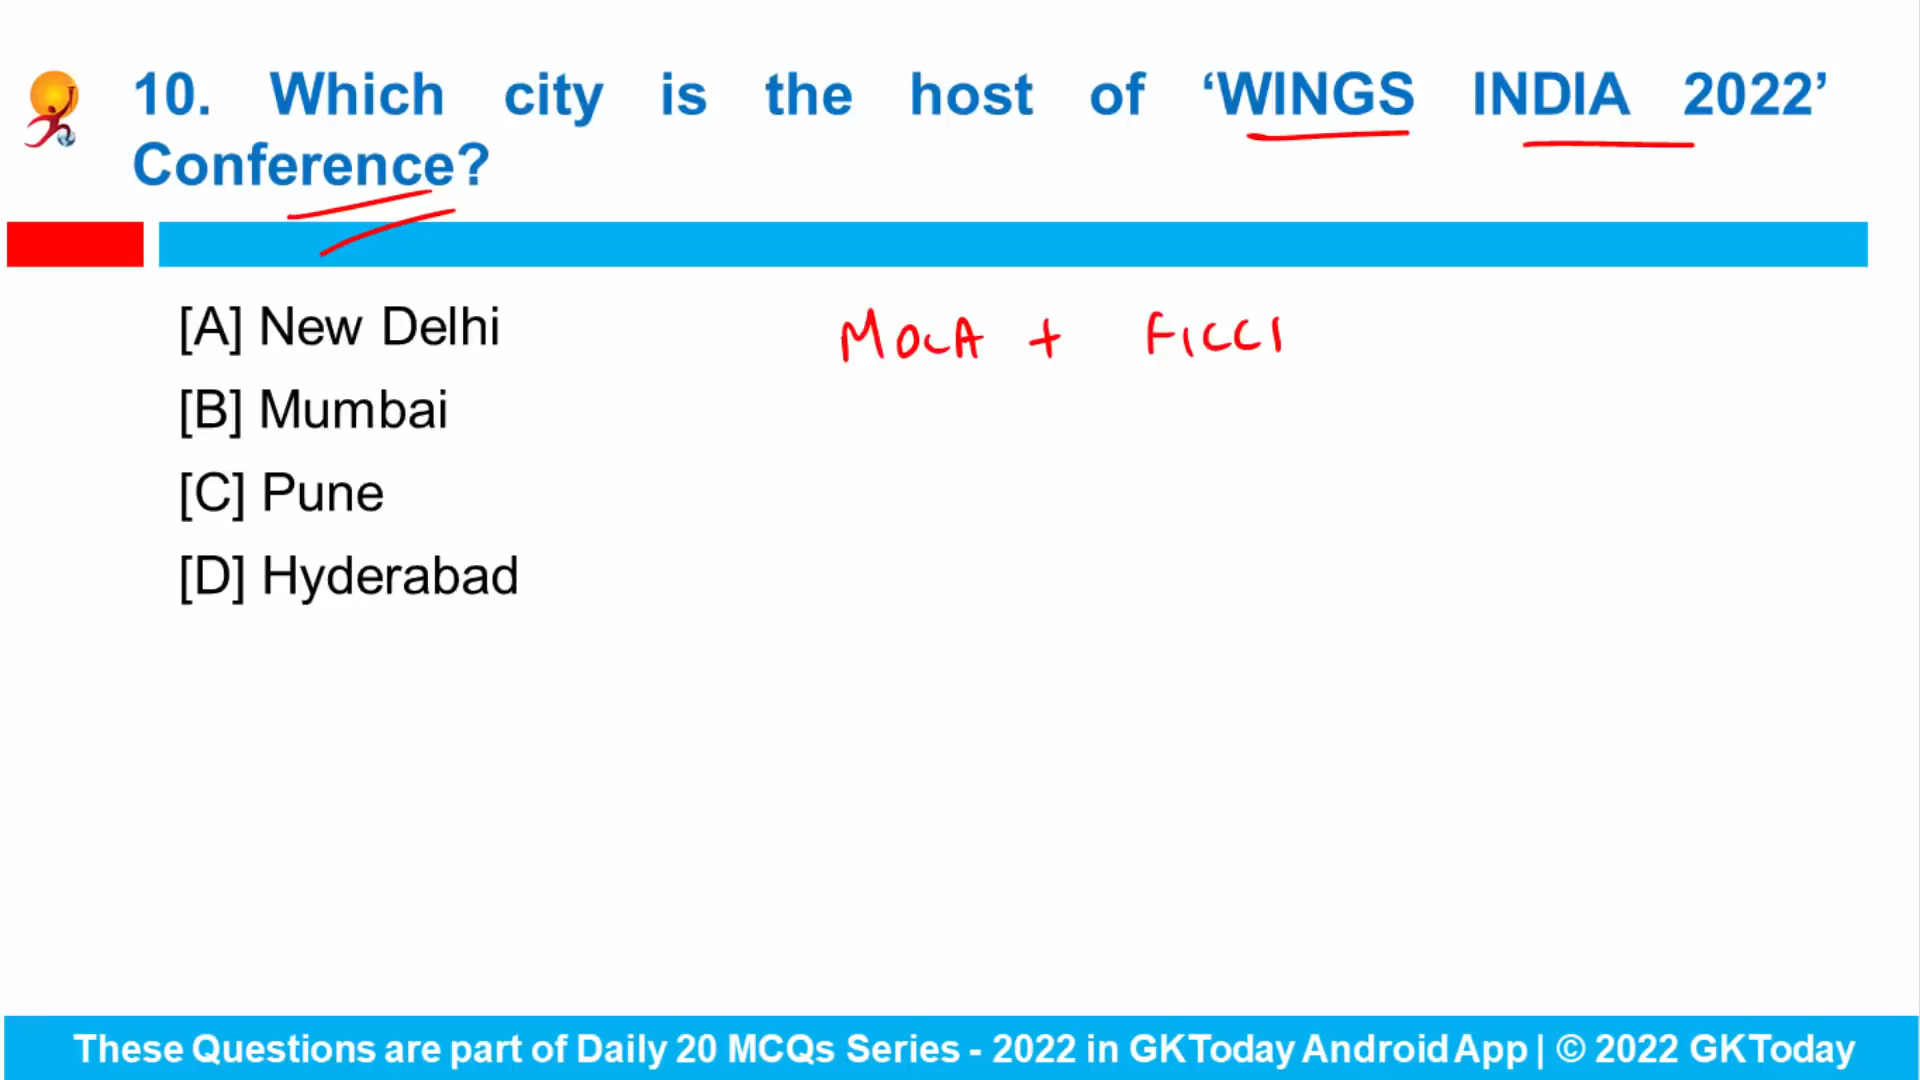 10. Which city is the host of ‘WINGS INDIA 2022’
Conference?
[A] New Delhi
MOCA + FICCI
[B] Mumbai
[C] Pune
[D] Hyderabad
These Questions are part of Daily 20 MCQs Series - 2022 in GKToday Android App | © 2022 GKToday